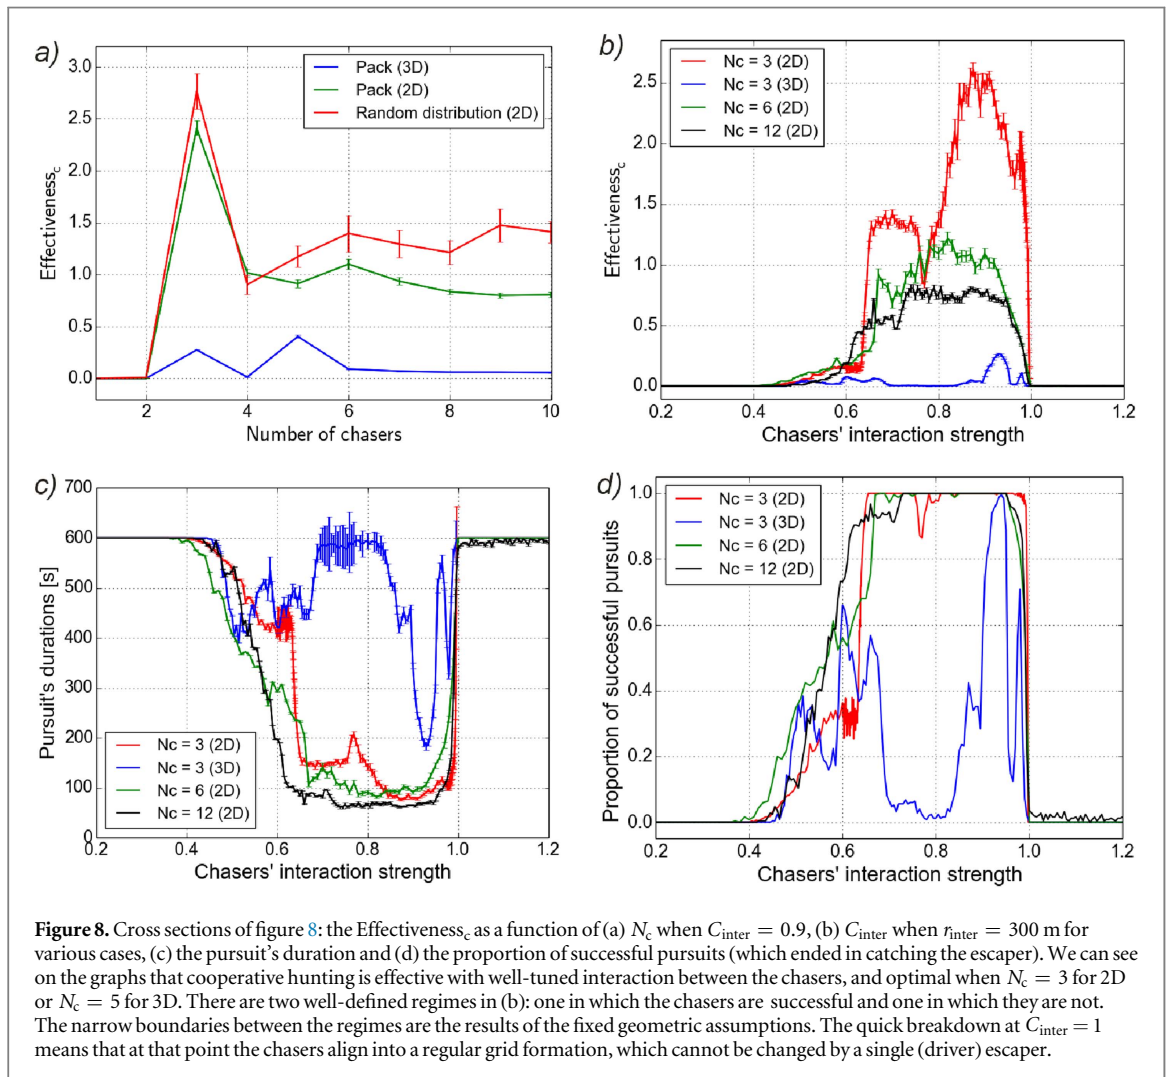 a)
3.0
2.5
2.0
1.5
1.0
0.5
0.0
Effectiveness_c
Pack (3D)
Pack (2D)
Random distribution (2D)
2 4 6 8 10
Number of chasers
b)
2.5
2.0
1.5
1.0
0.5
0.0
Effectiveness_c
Nc = 3 (2D)
Nc = 3 (3D)
Nc = 6 (2D)
Nc = 12 (2D)
0.2 0.4 0.6 0.8 1.0 1.2
Chasers' interaction strength
c)
700
600
500
400
300
200
100
0
Pursuit's durations [s]
Nc = 3 (2D)
Nc = 3 (3D)
Nc = 6 (2D)
Nc = 12 (2D)
0.2 0.4 0.6 0.8 1.0 1.2
Chasers' interaction strength
d)
1.0
0.8
0.6
0.4
0.2
0.0
Proportion of successful pursuits
Nc = 3 (2D)
Nc = 3 (3D)
Nc = 6 (2D)
Nc = 12 (2D)
0.2 0.4 0.6 0.8 1.0 1.2
Chasers' interaction strength
Figure 8. Cross sections of figure 8: the Effectiveness_c as a function of (a) N_c when C_inter = 0.9, (b) C_inter when r_inter = 300 m for
various cases, (c) the pursuit's duration and (d) the proportion of successful pursuits (which ended in catching the escaper). We can see
on the graphs that cooperative hunting is effective with well-tuned interaction between the chasers, and optimal when N_c = 3 for 2D
or N_c = 5 for 3D. There are two well-defined regimes in (b): one in which the chasers are successful and one in which they are not.
The narrow boundaries between the regimes are the results of the fixed geometric assumptions. The quick breakdown at C_inter = 1
means that at that point the chasers align into a regular grid formation, which cannot be changed by a single (driver) escaper.